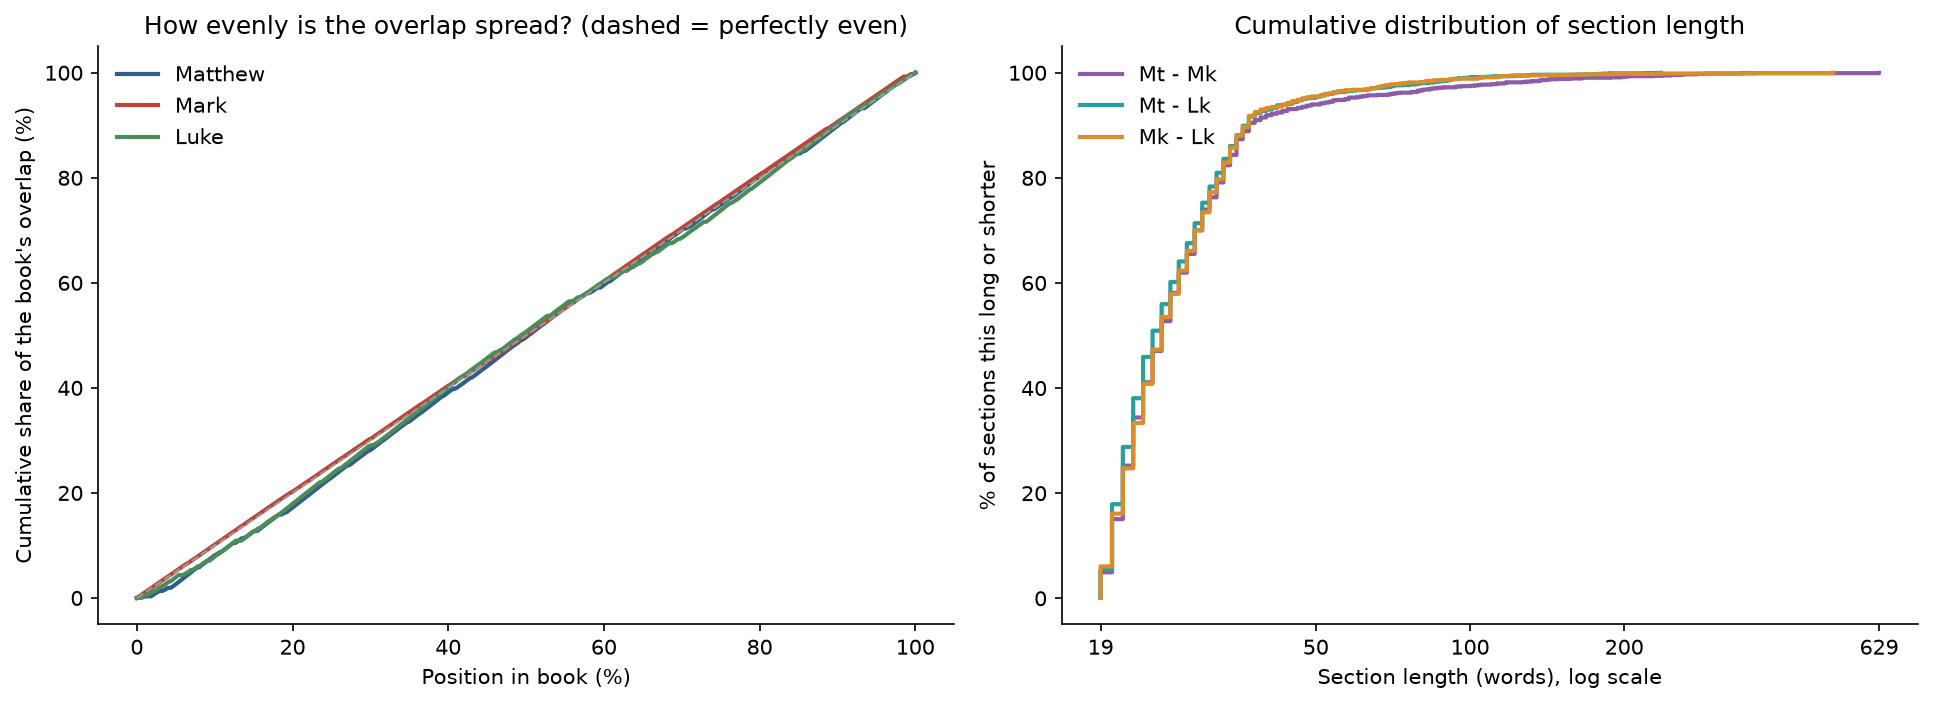 How evenly is the overlap spread? (dashed = perfectly even)
Matthew
Mark
Luke
Cumulative share of the book's overlap (%)
100
80
60
40
20
0
0 20 40 60 80 100
Position in book (%)
Cumulative distribution of section length
Mt - Mk
Mt - Lk
Mk - Lk
% of sections this long or shorter
100
80
60
40
20
0
19 50 100 200 629
Section length (words), log scale